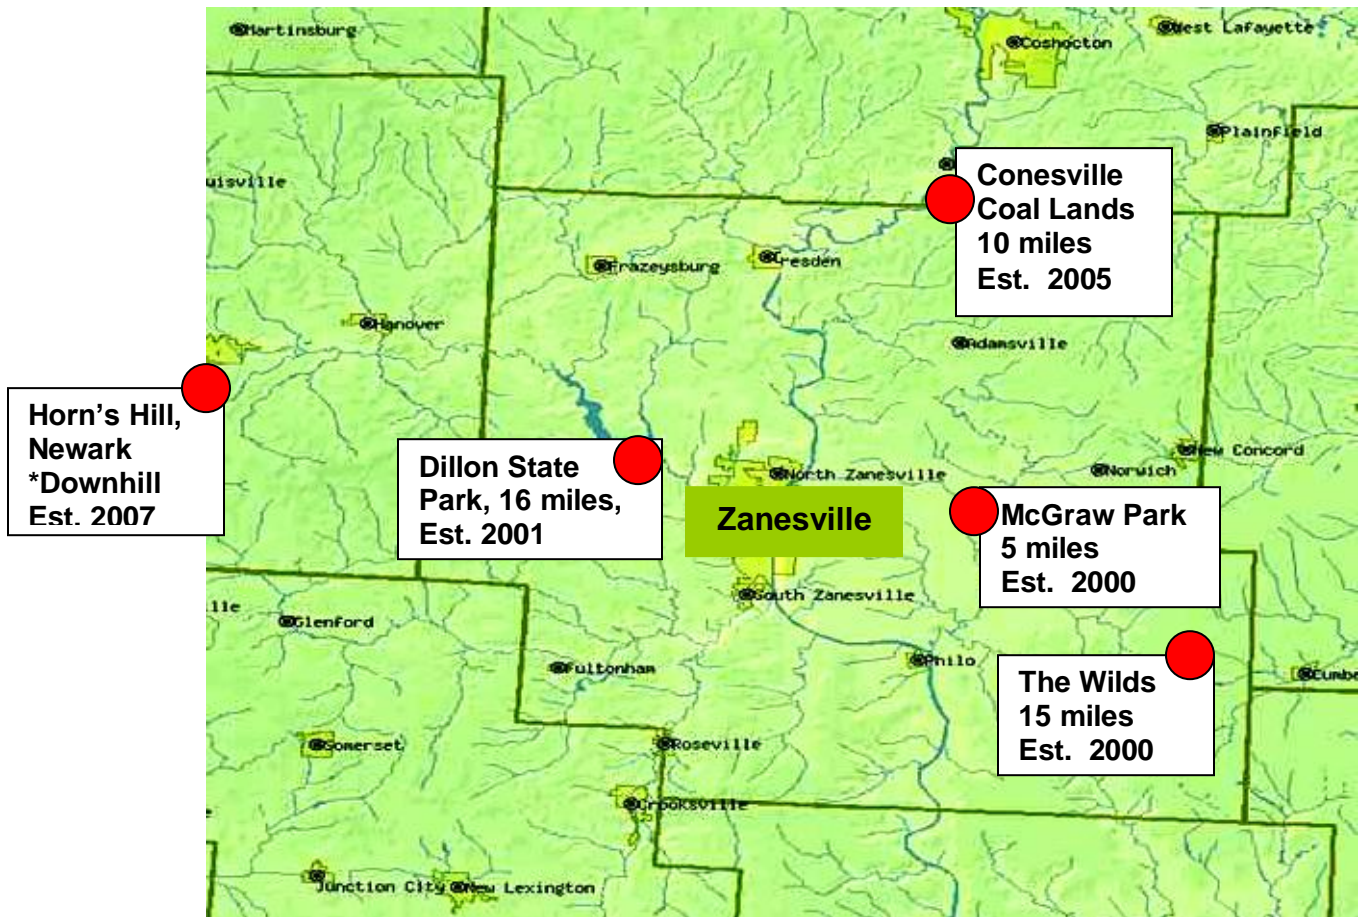 Martinsburg
Coshocton
West Lafayette
Plainfield
uisville
Conesville
Coal Lands
10 miles
Est. 2005
Frazeysburg
Dresden
Hanover
Adamsville
Horn's Hill,
Newark
*Downhill
Est. 2007
Dillon State
Park, 16 miles,
Est. 2001
North Zanesville
New Concord
Norwich
Zanesville
McGraw Park
5 miles
Est. 2000
South Zanesville
lle
Glenford
Fultonham
Philo
The Wilds
15 miles
Est. 2000
Cumbe
Somerset
Roseville
Crooksville
Junction City
New Lexington